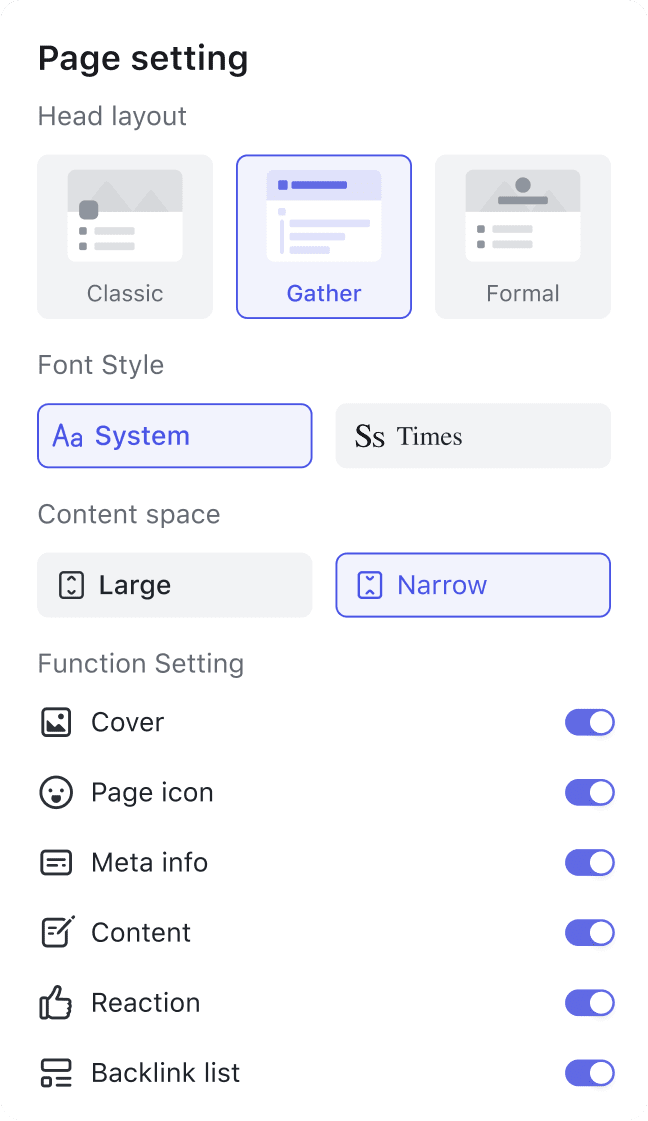 Page setting
Head layout
Classic
Gather
Formal
Font Style
Aa System
Ss Times
Content space
Large
Narrow
Function Setting
Cover
Page icon
Meta info
Content
Reaction
Backlink list